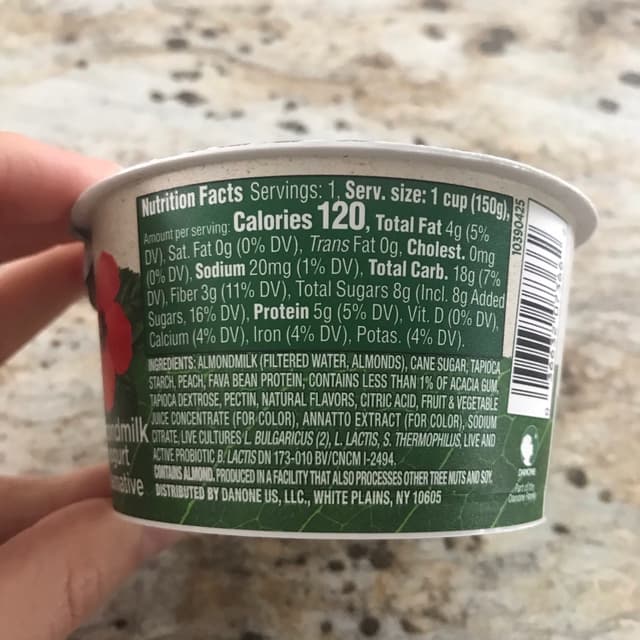 Nutrition Facts Servings: 1, Serv. size: 1 cup (150g),
Amount per serving: Calories 120, Total Fat 4g (5%
DV), Sat. Fat 0g (0% DV), Trans Fat 0g, Cholest. 0mg
(0% DV), Sodium 20mg (1% DV), Total Carb. 18g (7%
DV), Fiber 3g (11% DV), Total Sugars 8g (Incl. 8g Added
Sugars, 16% DV), Protein 5g (5% DV), Vit. D (0% DV),
Calcium (4% DV), Iron (4% DV), Potas. (4% DV).
INGREDIENTS: ALMONDMILK (FILTERED WATER, ALMONDS), CANE SUGAR, TAPIOCA
STARCH, PEACH, FAVA BEAN PROTEIN, CONTAINS LESS THAN 1% OF ACACIA GUM,
TAPIOCA DEXTROSE, PECTIN, NATURAL FLAVORS, CITRIC ACID, FRUIT & VEGETABLE
JUICE CONCENTRATE (FOR COLOR), ANNATTO EXTRACT (FOR COLOR), SODIUM
CITRATE, LIVE CULTURES L. BULGARICUS (2), L. LACTIS, S. THERMOPHILUS, LIVE AND
ACTIVE PROBIOTIC B. LACTIS DN 173-010 BV/CNCM I-2494.
CONTAINS ALMOND. PRODUCED IN A FACILITY THAT ALSO PROCESSES OTHER TREE NUTS AND SOY.
DISTRIBUTED BY DANONE US, LLC., WHITE PLAINS, NY 10605
ndmilk
gurt
native
10390425
DANONE
Part of the
Danone Family